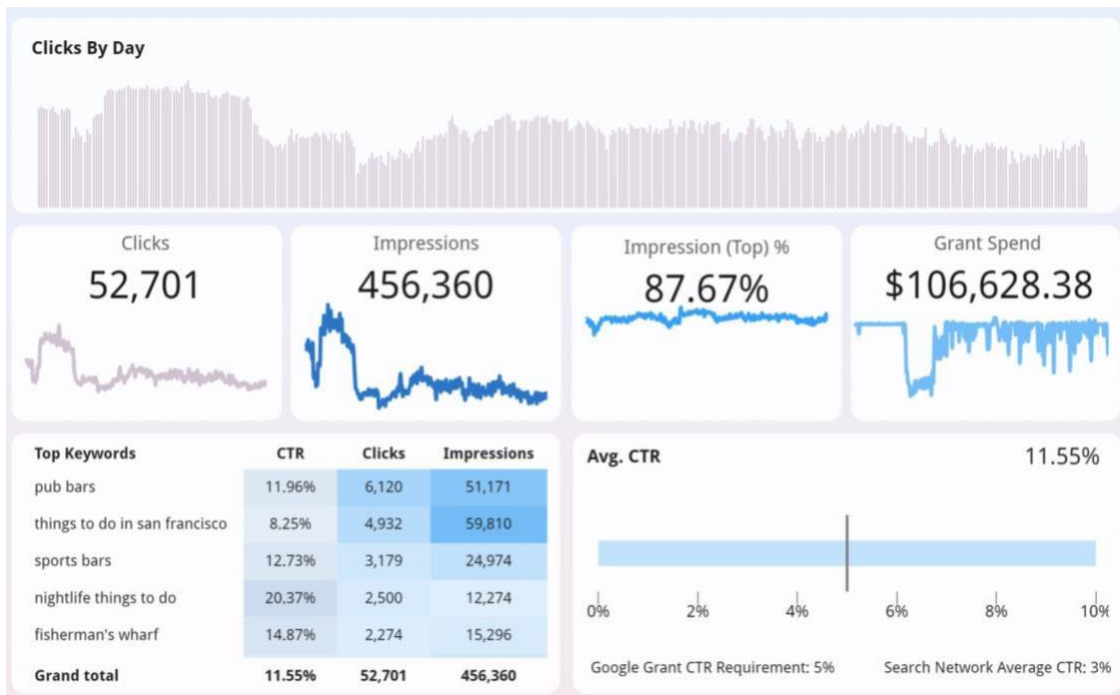 Clicks By Day
Clicks
52,701
Impressions
456,360
Impression (Top) %
87.67%
Grant Spend
$106,628.38
Top Keywords CTR Clicks Impressions
pub bars 11.96% 6,120 51,171
things to do in san francisco 8.25% 4,932 59,810
sports bars 12.73% 3,179 24,974
nightlife things to do 20.37% 2,500 12,274
fisherman's wharf 14.87% 2,274 15,296
Grand total 11.55% 52,701 456,360
Avg. CTR 11.55%
0% 2% 4% 6% 8% 10%
Google Grant CTR Requirement: 5% Search Network Average CTR: 3%